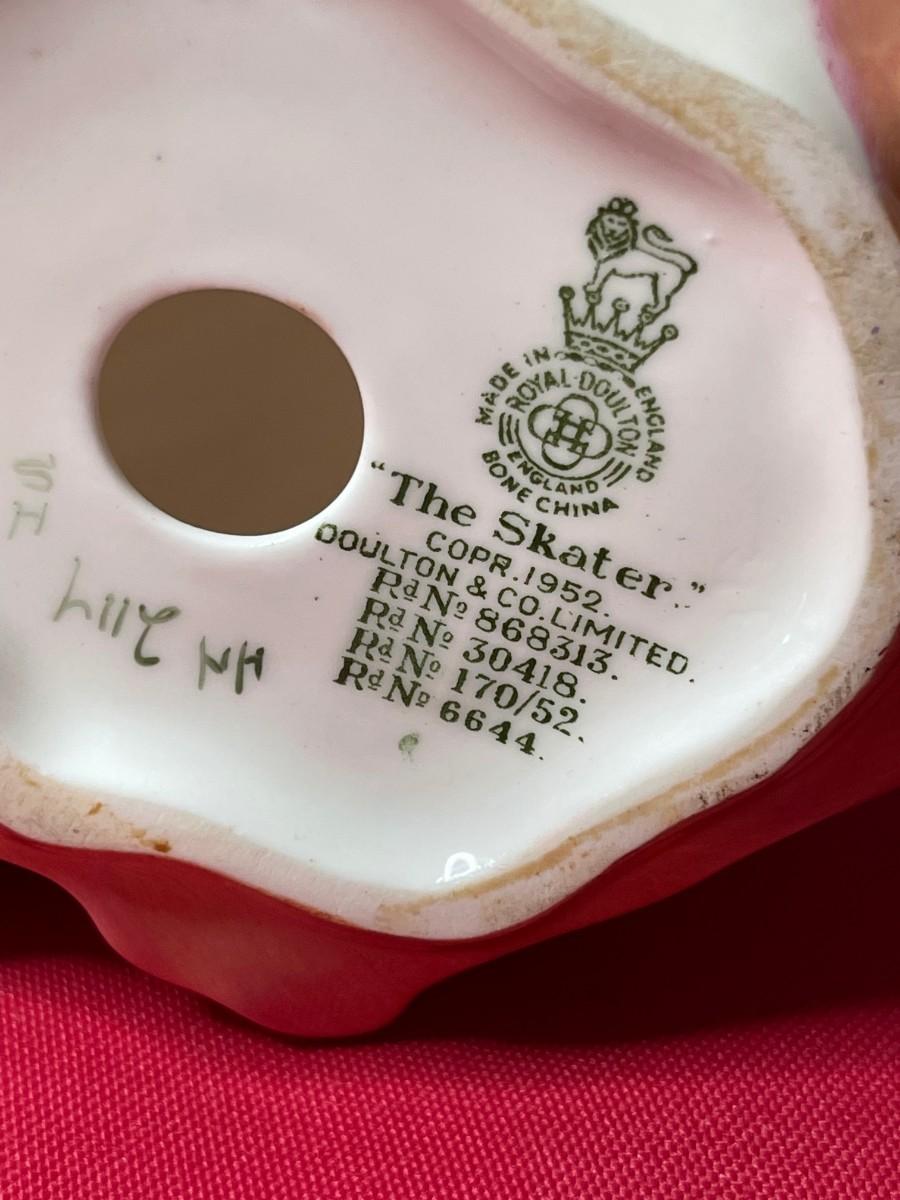 MADE IN ENGLAND
ROYAL·DOULTON
ENGLAND
BONE CHINA
"The Skater."
COPR.1952.
DOULTON & CO.LIMITED.
Rd No 868313.
Rd No 30418.
Rd No 170/52.
Rd No 6644.
HN 2117